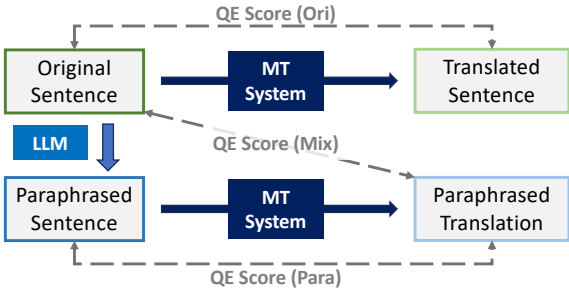 QE Score (Ori)
Original
Sentence
MT
System
Translated
Sentence
LLM
QE Score (Mix)
Paraphrased
Sentence
MT
System
Paraphrased
Translation
QE Score (Para)